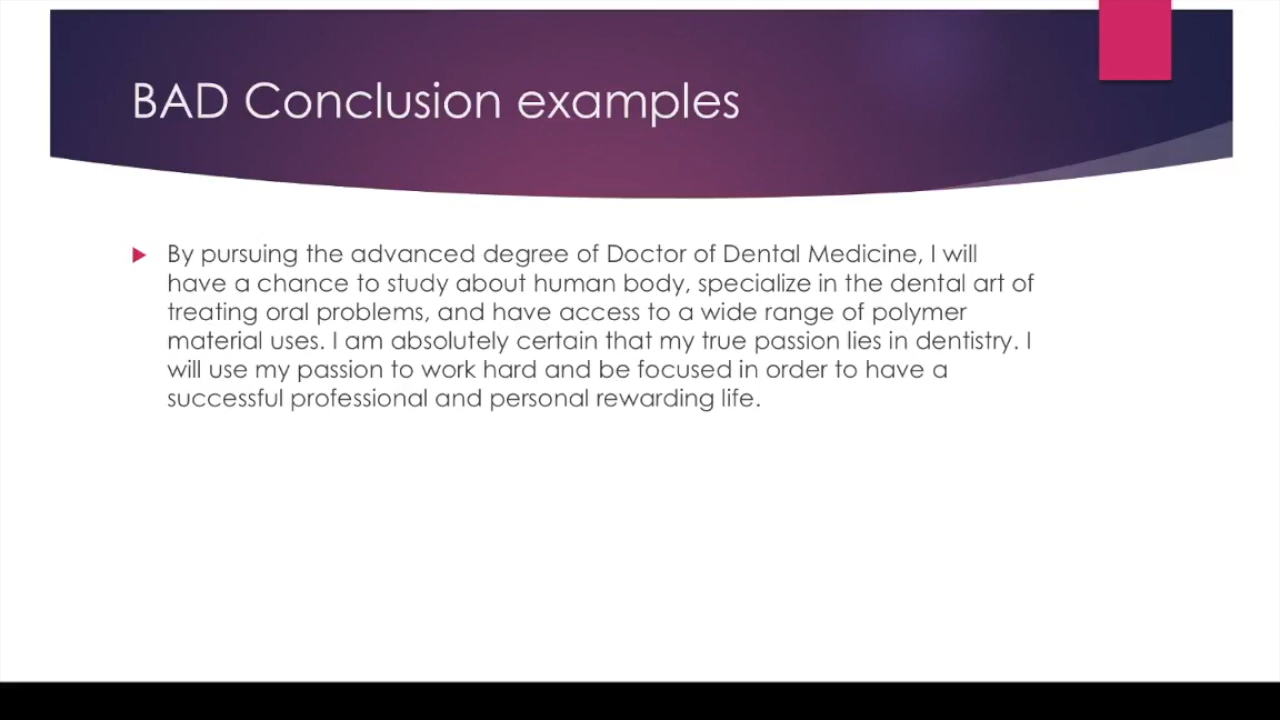 BAD Conclusion examples
By pursuing the advanced degree of Doctor of Dental Medicine, I will
have a chance to study about human body, specialize in the dental art of
treating oral problems, and have access to a wide range of polymer
material uses. I am absolutely certain that my true passion lies in dentistry. I
will use my passion to work hard and be focused in order to have a
successful professional and personal rewarding life.